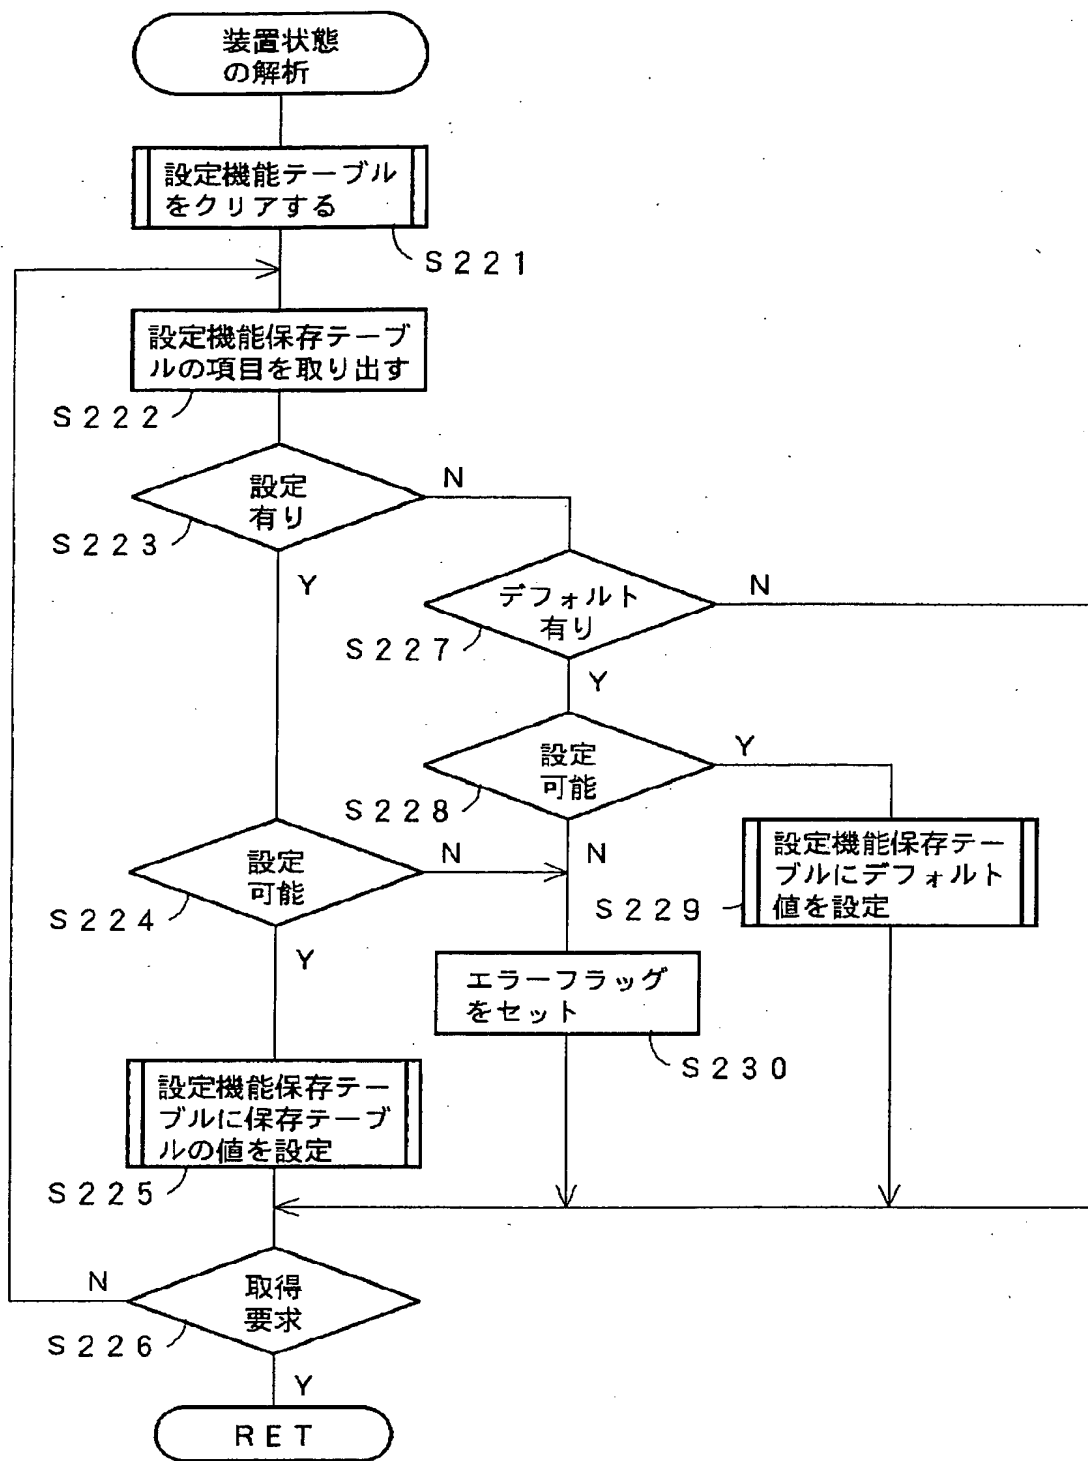 装置状態
の解析
設定機能テーブル
をクリアする
S221
設定機能保存テーブ
ルの項目を取り出す
S222
設定
有り
N
S223
Y
デフォルト
有り
N
S227
Y
設定
可能
Y
S228
N
設定
可能
N
S224
Y
設定機能保存テー
ブルにデフォルト
値を設定
S229
エラーフラッグ
をセット
S230
設定機能保存テー
ブルに保存テーブ
ルの値を設定
S225
取得
要求
N
S226
Y
RET